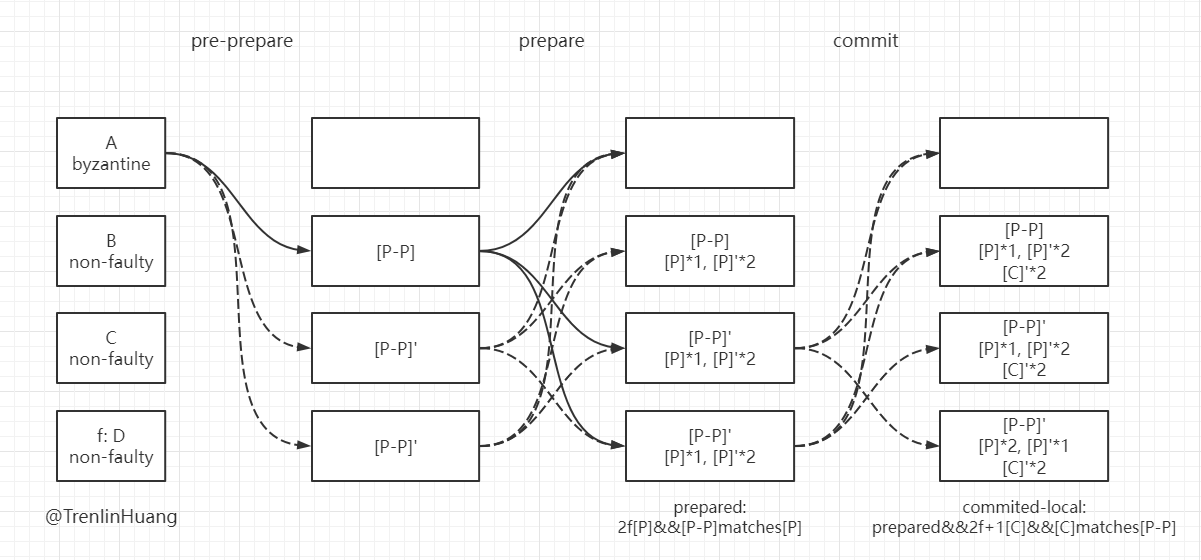 pre-prepare
prepare
commit
A
byzantine
B
non-faulty
[P-P]
[P-P]
[P]*1, [P]'*2
[P-P]
[P]*1, [P]'*2
[C]'*2
C
non-faulty
[P-P]'
[P-P]'
[P]*1, [P]'*2
[P-P]'
[P]*1, [P]'*2
[C]'*2
f: D
non-faulty
[P-P]'
[P-P]'
[P]*1, [P]'*2
[P-P]'
[P]*2, [P]'*1
[C]'*2
@TrenlinHuang
prepared:
2f[P]&&[P-P]matches[P]
commited-local:
prepared&&2f+1[C]&&[C]matches[P-P]